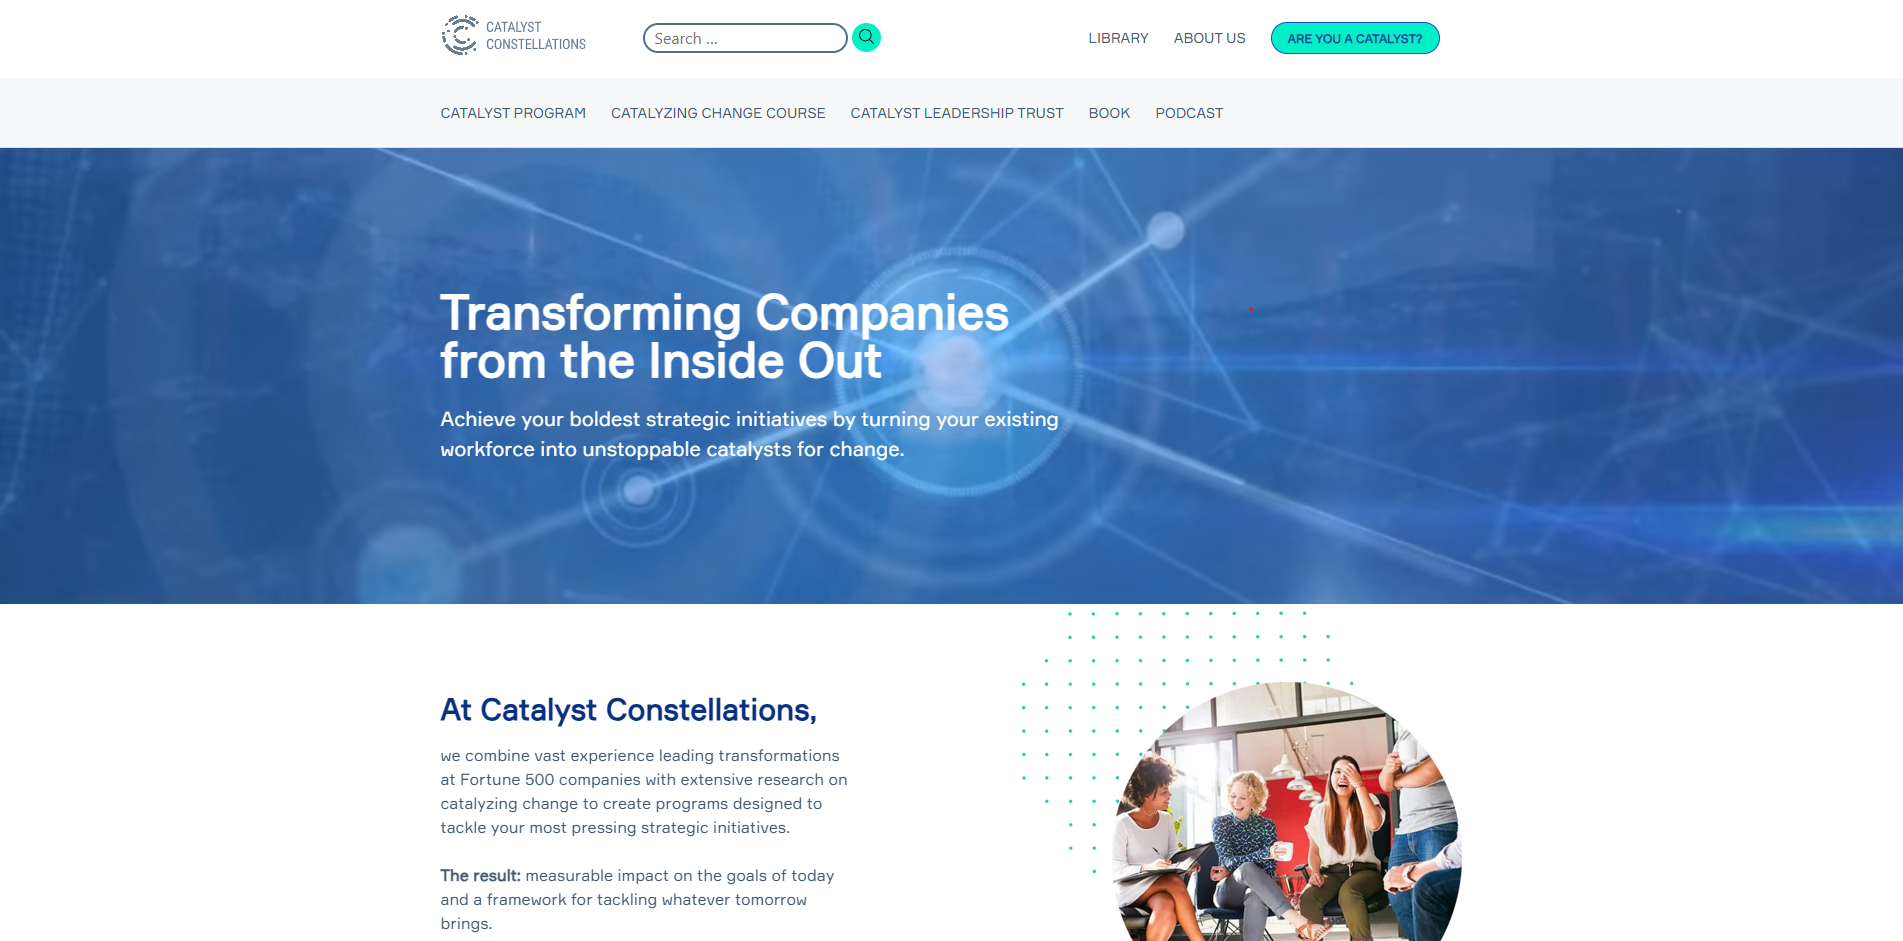 CATALYST
CONSTELLATIONS
Search ...
LIBRARY
ABOUT US
ARE YOU A CATALYST?
CATALYST PROGRAM
CATALYZING CHANGE COURSE
CATALYST LEADERSHIP TRUST
BOOK
PODCAST
Transforming Companies
from the Inside Out
Achieve your boldest strategic initiatives by turning your existing
workforce into unstoppable catalysts for change.
At Catalyst Constellations,
we combine vast experience leading transformations
at Fortune 500 companies with extensive research on
catalyzing change to create programs designed to
tackle your most pressing strategic initiatives.
The result: measurable impact on the goals of today
and a framework for tackling whatever tomorrow
brings.